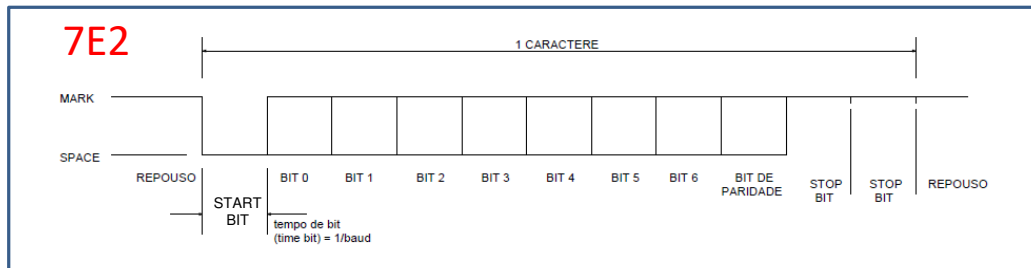 7E2
1 CARACTERE
MARK
SPACE
REPOUSO
START
BIT
BIT 0
BIT 1
BIT 2
BIT 3
BIT 4
BIT 5
BIT 6
BIT DE
PARIDADE
STOP
BIT
STOP
BIT
REPOUSO
tempo de bit
(time bit) = 1/baud